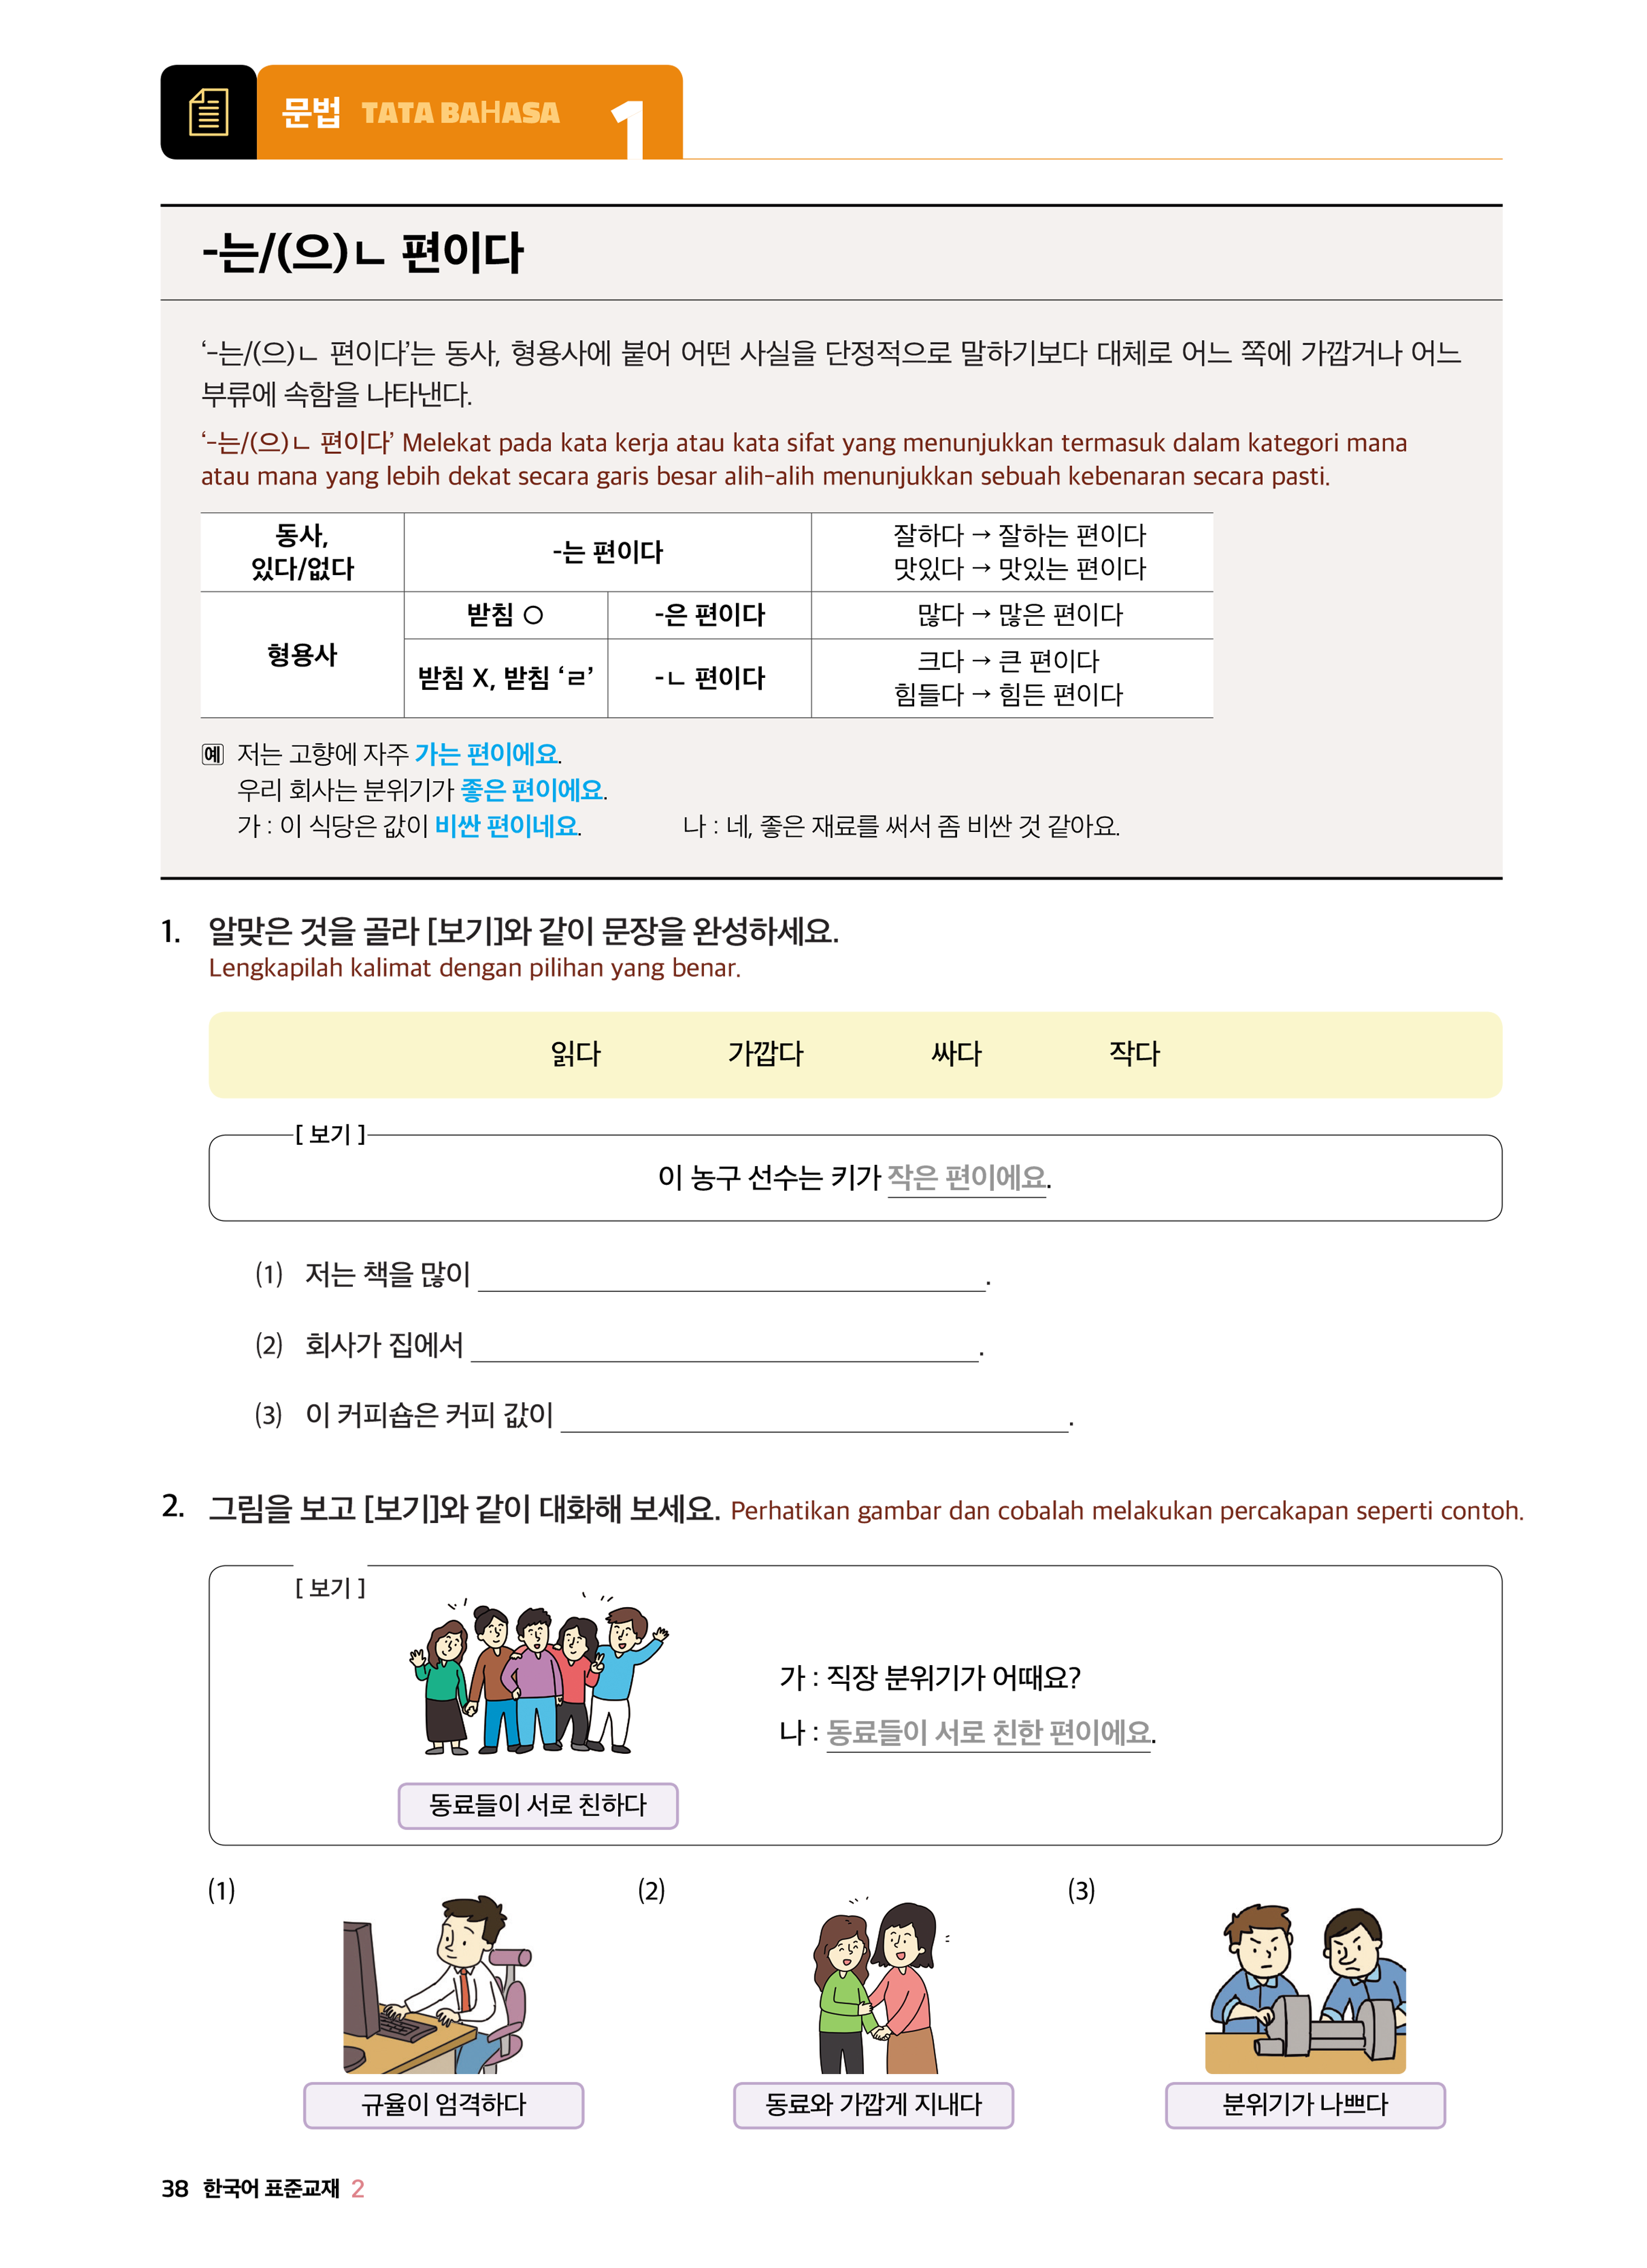 문법 TATA BAHASA 1
-는/(으)ㄴ 편이다
‘-는/(으)ㄴ 편이다’는 동사, 형용사에 붙어 어떤 사실을 단정적으로 말하기보다 대체로 어느 쪽에 가깝거나 어느
부류에 속함을 나타낸다.
‘-는/(으)ㄴ 편이다’ Melekat pada kata kerja atau kata sifat yang menunjukkan termasuk dalam kategori mana
atau mana yang lebih dekat secara garis besar alih-alih menunjukkan sebuah kebenaran secara pasti.
동사,
있다/없다
-는 편이다
잘하다 → 잘하는 편이다
맛있다 → 맛있는 편이다
형용사
받침 ○
-은 편이다
많다 → 많은 편이다
받침 X, 받침 ‘ㄹ’
-ㄴ 편이다
크다 → 큰 편이다
힘들다 → 힘든 편이다
예 저는 고향에 자주 가는 편이에요.
우리 회사는 분위기가 좋은 편이에요.
가 : 이 식당은 값이 비싼 편이네요. 나 : 네, 좋은 재료를 써서 좀 비싼 것 같아요.
1. 알맞은 것을 골라 [보기]와 같이 문장을 완성하세요.
Lengkapilah kalimat dengan pilihan yang benar.
읽다 가깝다 싸다 작다
[ 보기 ]
이 농구 선수는 키가 작은 편이에요.
(1) 저는 책을 많이 .
(2) 회사가 집에서 .
(3) 이 커피숍은 커피 값이 .
2. 그림을 보고 [보기]와 같이 대화해 보세요. Perhatikan gambar dan cobalah melakukan percakapan seperti contoh.
[ 보기 ]
가 : 직장 분위기가 어때요?
나 : 동료들이 서로 친한 편이에요.
동료들이 서로 친하다
(1) (2) (3)
규율이 엄격하다 동료와 가깝게 지내다 분위기가 나쁘다
38 한국어 표준교재 2